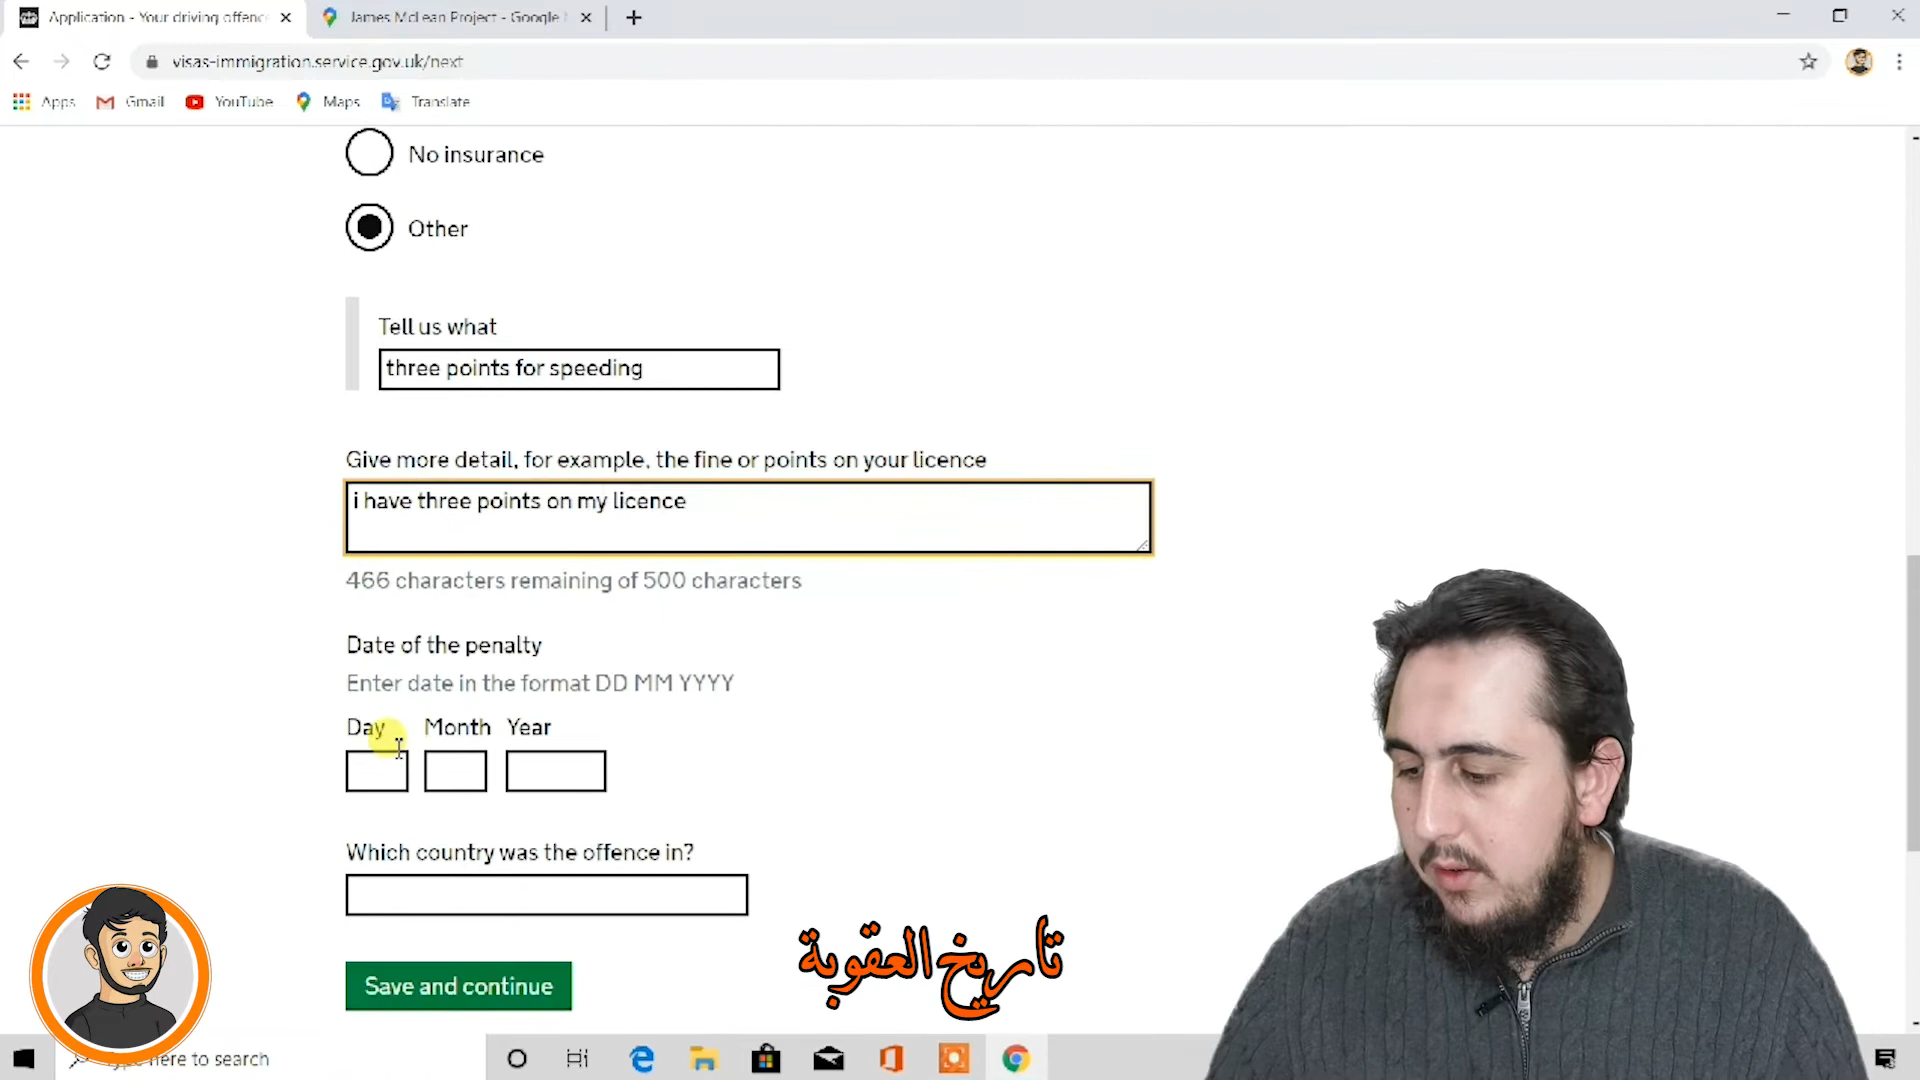 Application - Your driving offenc
James McLean Project - Google
visas-immigration.service.gov.uk/next
Apps
Gmail
YouTube
Maps
Translate
No insurance
Other
Tell us what
three points for speeding
Give more detail, for example, the fine or points on your licence
i have three points on my licence
466 characters remaining of 500 characters
Date of the penalty
Enter date in the format DD MM YYYY
Day Month Year
Which country was the offence in?
تاريخ العقوبة
Save and continue
here to search